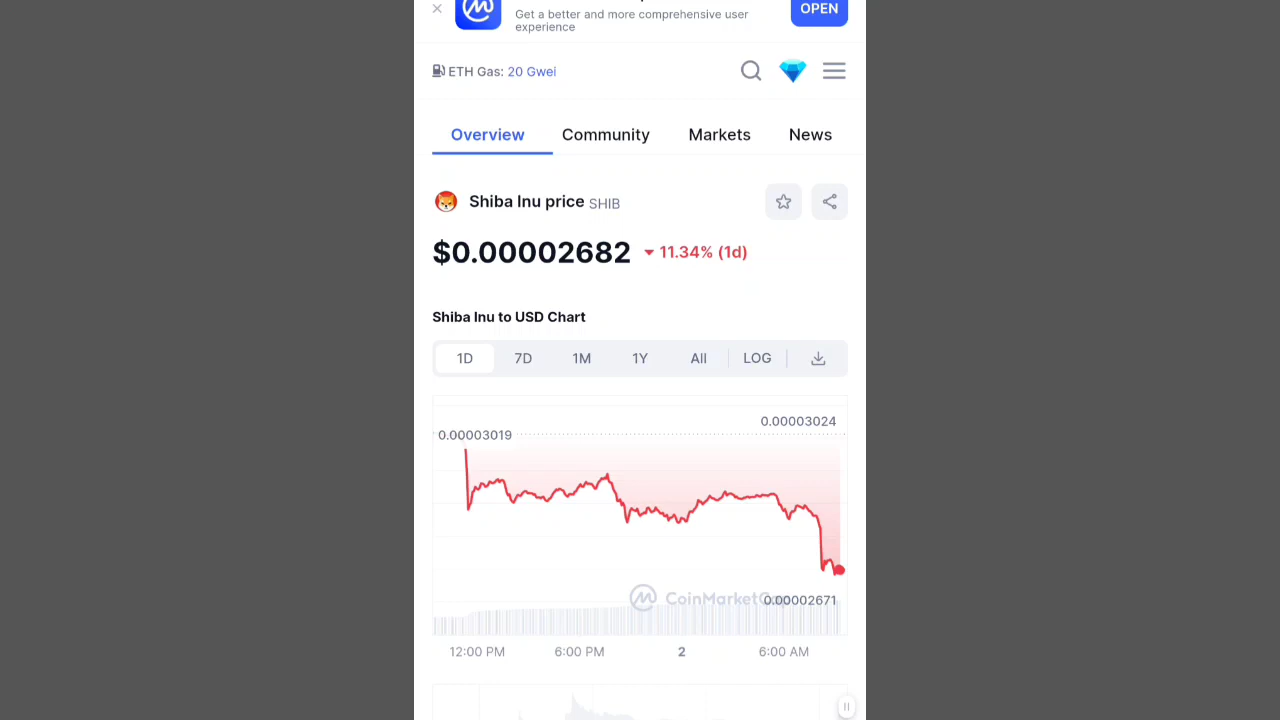 Get a better and more comprehensive user
experience
OPEN
ETH Gas: 20 Gwei
Overview Community Markets News
Shiba Inu price SHIB
$0.00002682 11.34% (1d)
Shiba Inu to USD Chart
1D 7D 1M 1Y All LOG
0.00003024
0.00003019
CoinMarketCap
0.00002671
12:00 PM 6:00 PM 2 6:00 AM